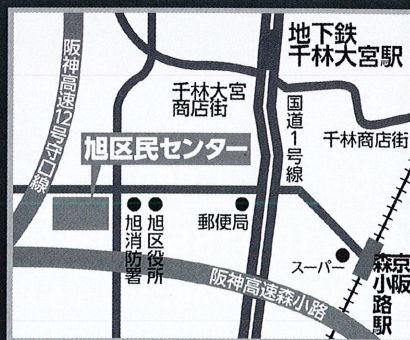 地下鉄
千林大宮駅
阪神高速12号守口線
千林大宮
商店街
国道1号線
千林商店街
旭区民センター
旭消防署
旭区役所
郵便局
スーパー
京阪
森小路駅
阪神高速森小路